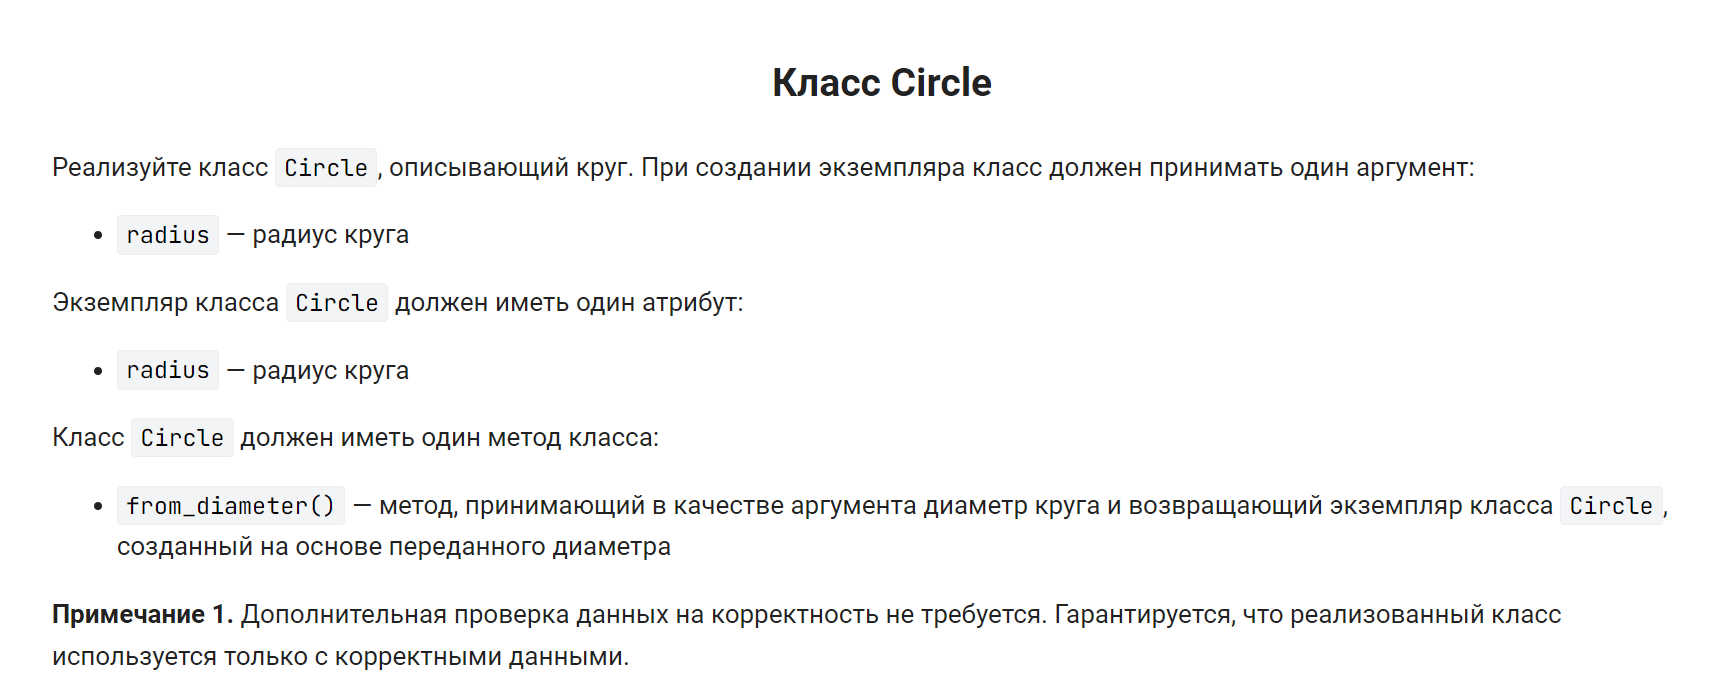 Класс Circle
Реализуйте класс Circle, описывающий круг. При создании экземпляра класс должен принимать один аргумент:
• radius — радиус круга
Экземпляр класса Circle должен иметь один атрибут:
• radius — радиус круга
Класс Circle должен иметь один метод класса:
• from_diameter() — метод, принимающий в качестве аргумента диаметр круга и возвращающий экземпляр класса Circle,
созданный на основе переданного диаметра
Примечание 1. Дополнительная проверка данных на корректность не требуется. Гарантируется, что реализованный класс
используется только с корректными данными.